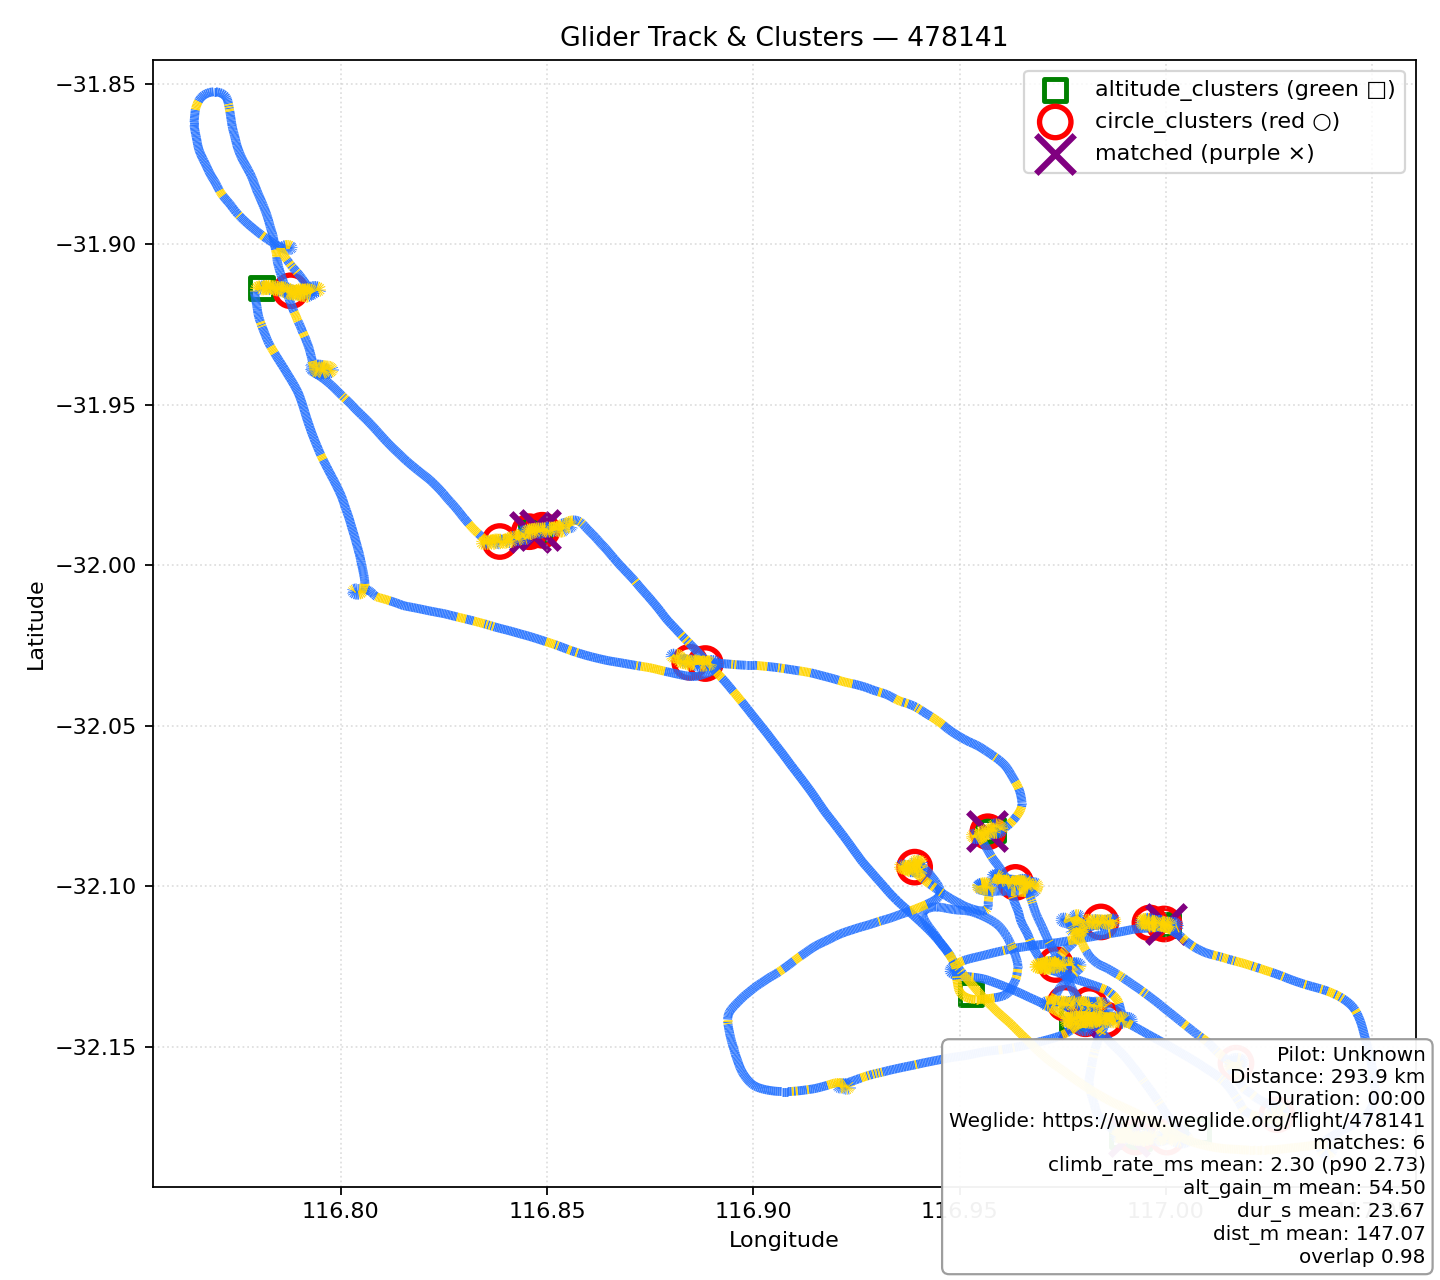 Glider Track & Clusters — 478141
altitude_clusters (green □)
circle_clusters (red ○)
matched (purple ×)
−31.85
−31.90
−31.95
−32.00
−32.05
−32.10
−32.15
Latitude
116.80
116.85
116.90
116.95
117.00
Longitude
Pilot: Unknown
Distance: 293.9 km
Duration: 00:00
Weglide: https://www.weglide.org/flight/478141
matches: 6
climb_rate_ms mean: 2.30 (p90 2.73)
alt_gain_m mean: 54.50
dur_s mean: 23.67
dist_m mean: 147.07
overlap 0.98